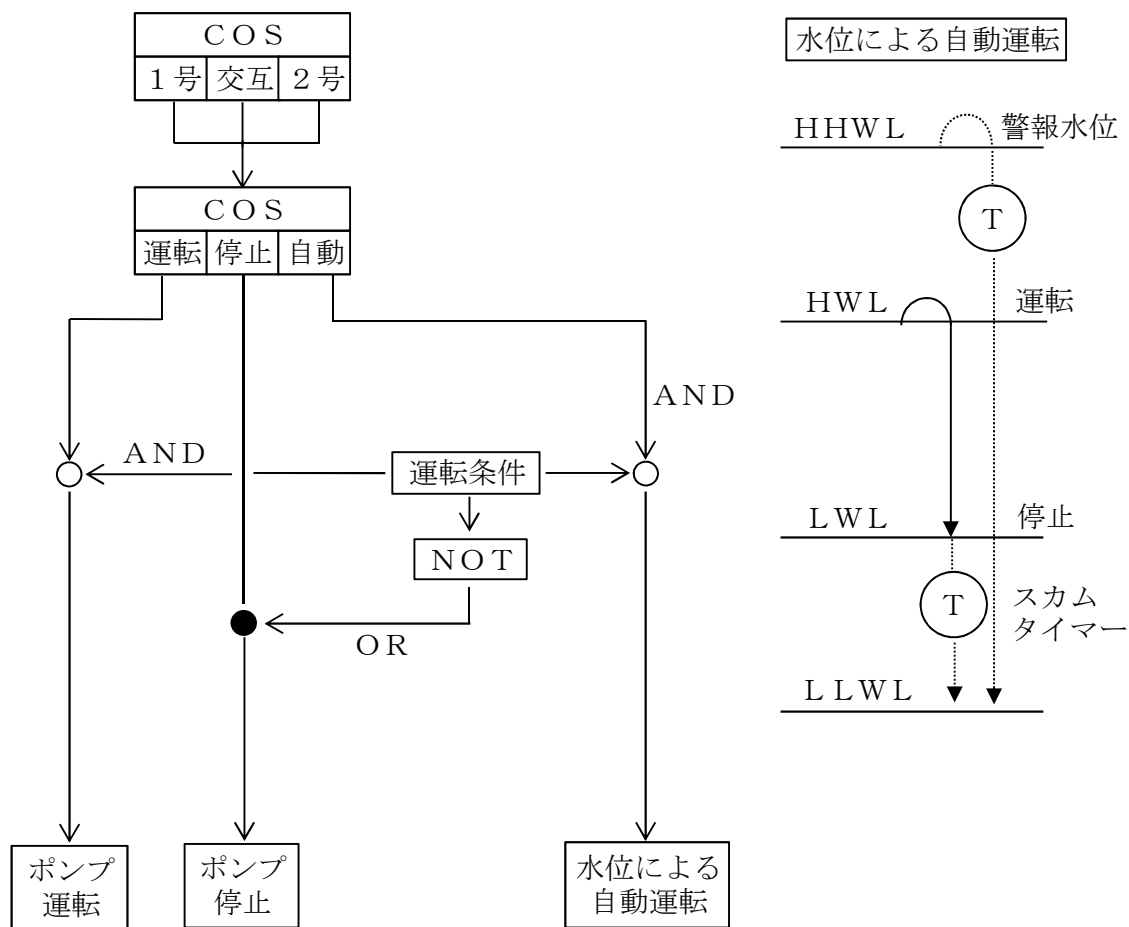 COS
1号 交互 2号
COS
運転 停止 自動
AND
AND
運転条件
NOT
OR
ポンプ
運転
ポンプ
停止
水位による
自動運転
水位による自動運転
HHWL 警報水位
T
HWL 運転
LWL 停止
T
スカム
タイマー
LLWL